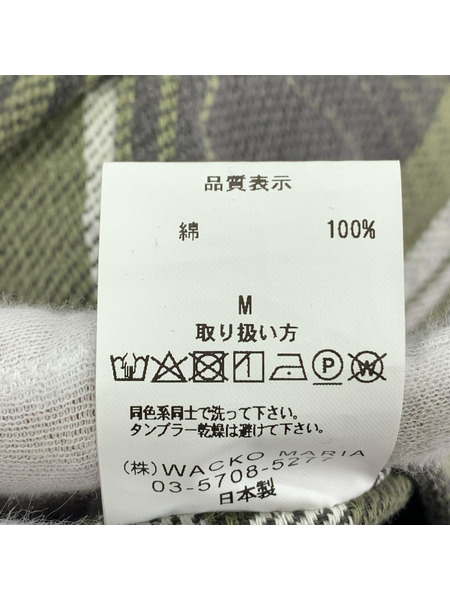 品質表示
綿 100%
M
取り扱い方
P W
同色系同士で洗って下さい。
タンブラー乾燥は避けて下さい。
(株) WACKO MARIA
03-5708-5277
日本製